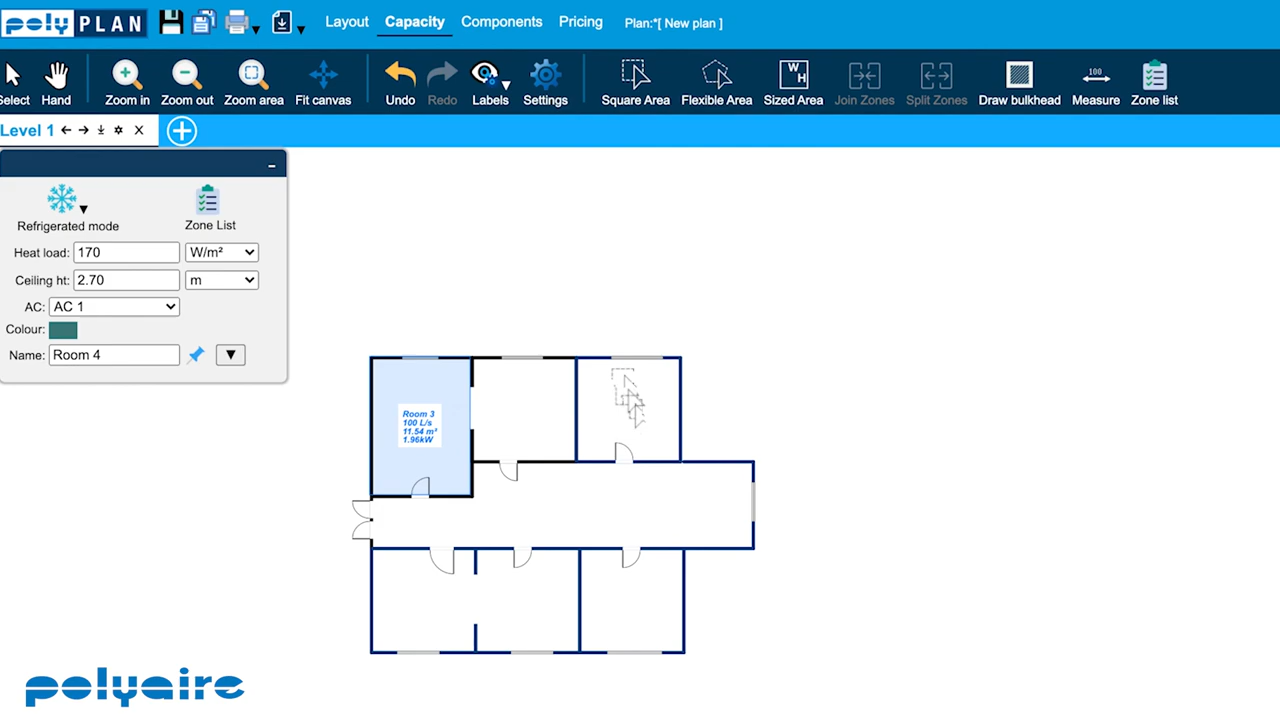 polyPLAN
Layout Capacity Components Pricing Plan:*[ New plan ]
Select Hand Zoom in Zoom out Zoom area Fit canvas Undo Redo Labels Settings Square Area Flexible Area W H Sized Area Join Zones Split Zones Draw bulkhead 100 Measure Zone list
Level 1
Refrigerated mode Zone List
Heat load: 170 W/m²
Ceiling ht: 2.70 m
AC: AC 1
Colour:
Name: Room 4
Room 3
100 L/s
11.54 m²
1.96kW
polyaire